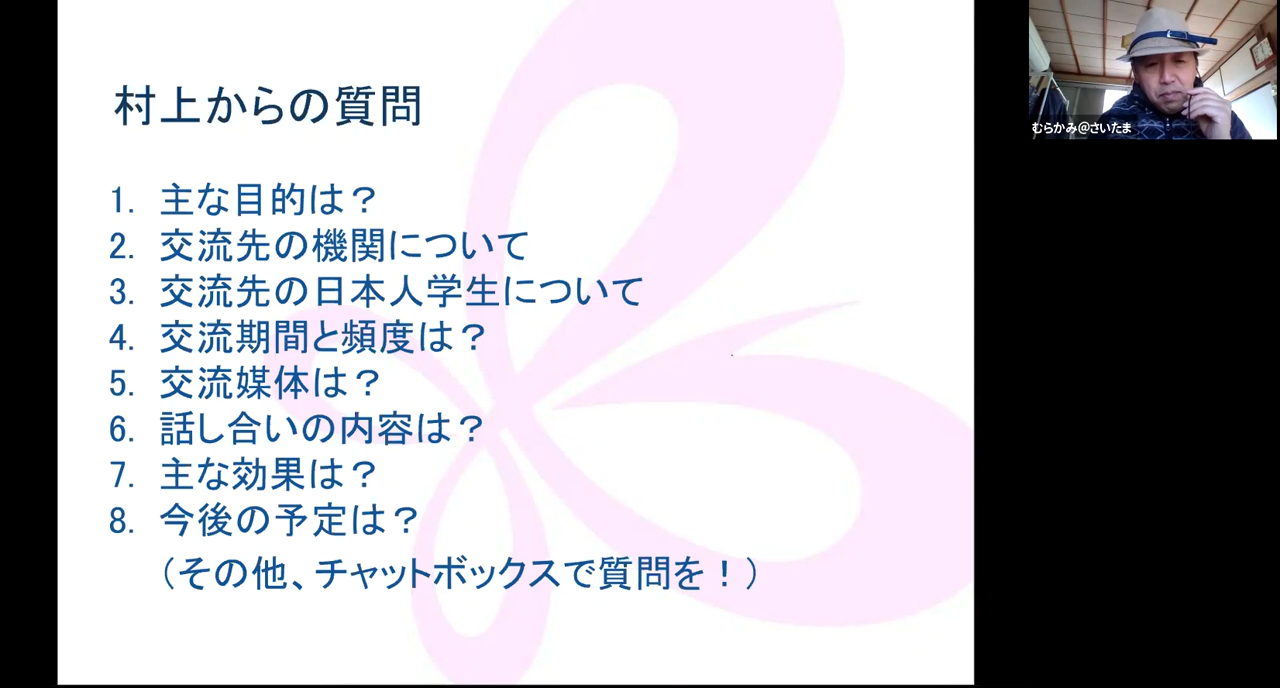 村上からの質問
1. 主な目的は？
2. 交流先の機関について
3. 交流先の日本人学生について
4. 交流期間と頻度は？
5. 交流媒体は？
6. 話し合いの内容は？
7. 主な効果は？
8. 今後の予定は？
（その他、チャットボックスで質問を！）
むらかみ@さいたま